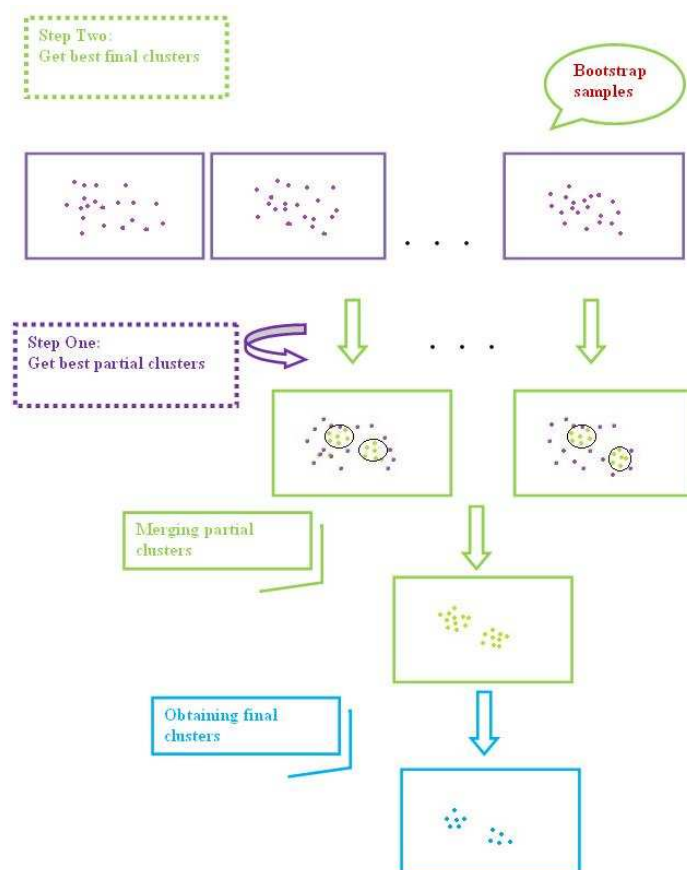 Step Two:
Get best final clusters
Bootstrap
samples
. . .
Step One:
Get best partial clusters
. . .
Merging partial
clusters
Obtaining final
clusters